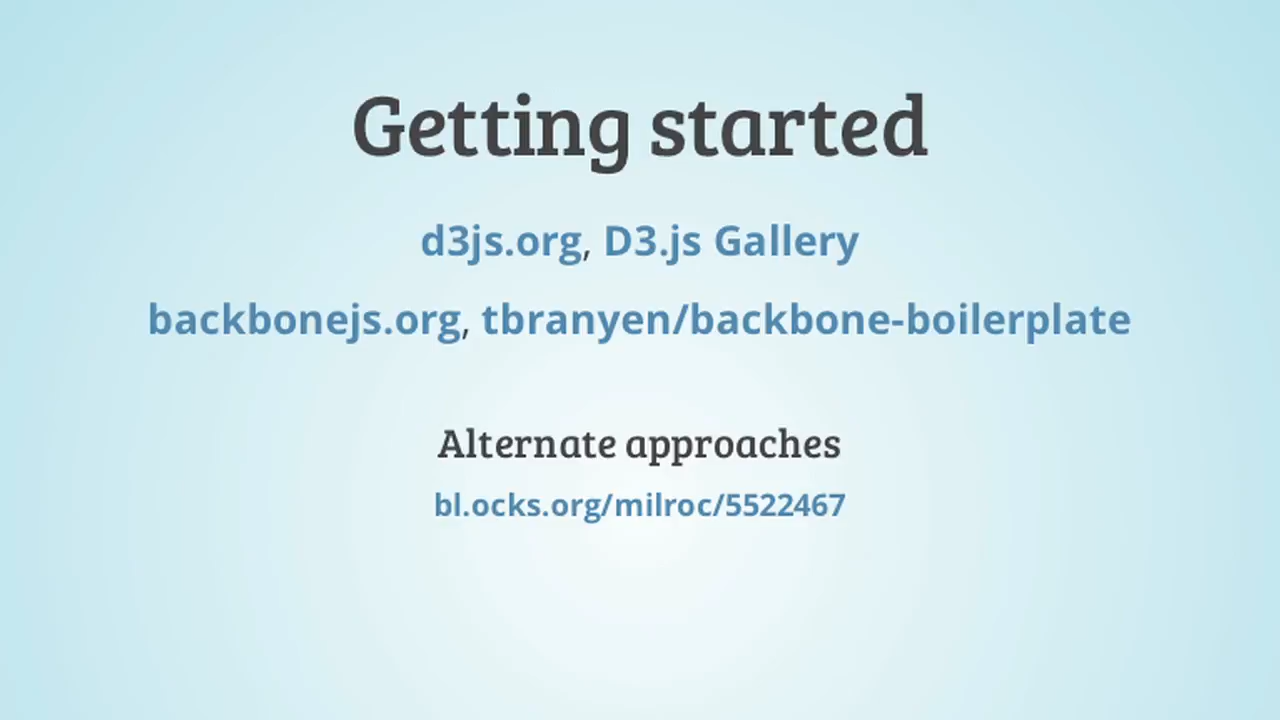 Getting started
d3js.org, D3.js Gallery
backbonejs.org, tbranyen/backbone-boilerplate
Alternate approaches
bl.ocks.org/milroc/5522467